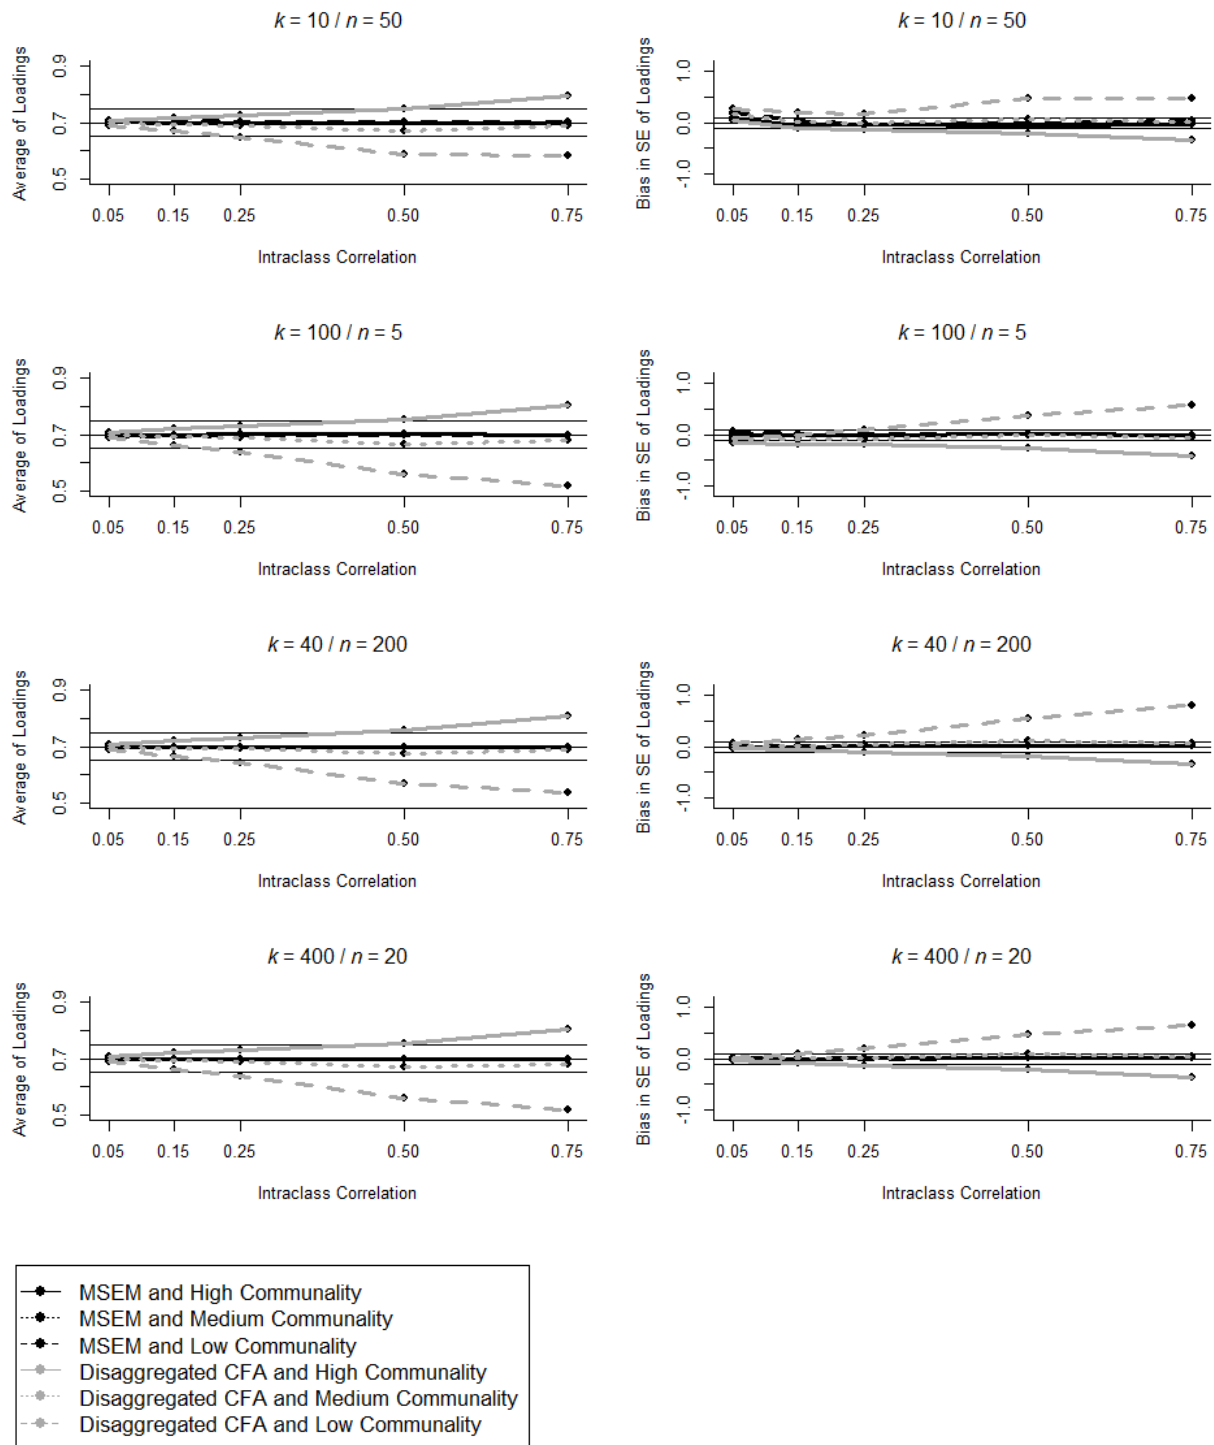 k = 10 / n = 50
Average of Loadings
0.9
0.7
0.5
0.05 0.15 0.25 0.50 0.75
Intraclass Correlation
k = 10 / n = 50
Bias in SE of Loadings
1.0
0.0
-1.0
0.05 0.15 0.25 0.50 0.75
Intraclass Correlation
k = 100 / n = 5
Average of Loadings
0.9
0.7
0.5
0.05 0.15 0.25 0.50 0.75
Intraclass Correlation
k = 100 / n = 5
Bias in SE of Loadings
1.0
0.0
-1.0
0.05 0.15 0.25 0.50 0.75
Intraclass Correlation
k = 40 / n = 200
Average of Loadings
0.9
0.7
0.5
0.05 0.15 0.25 0.50 0.75
Intraclass Correlation
k = 40 / n = 200
Bias in SE of Loadings
1.0
0.0
-1.0
0.05 0.15 0.25 0.50 0.75
Intraclass Correlation
k = 400 / n = 20
Average of Loadings
0.9
0.7
0.5
0.05 0.15 0.25 0.50 0.75
Intraclass Correlation
k = 400 / n = 20
Bias in SE of Loadings
1.0
0.0
-1.0
0.05 0.15 0.25 0.50 0.75
Intraclass Correlation
MSEM and High Communality
MSEM and Medium Communality
MSEM and Low Communality
Disaggregated CFA and High Communality
Disaggregated CFA and Medium Communality
Disaggregated CFA and Low Communality